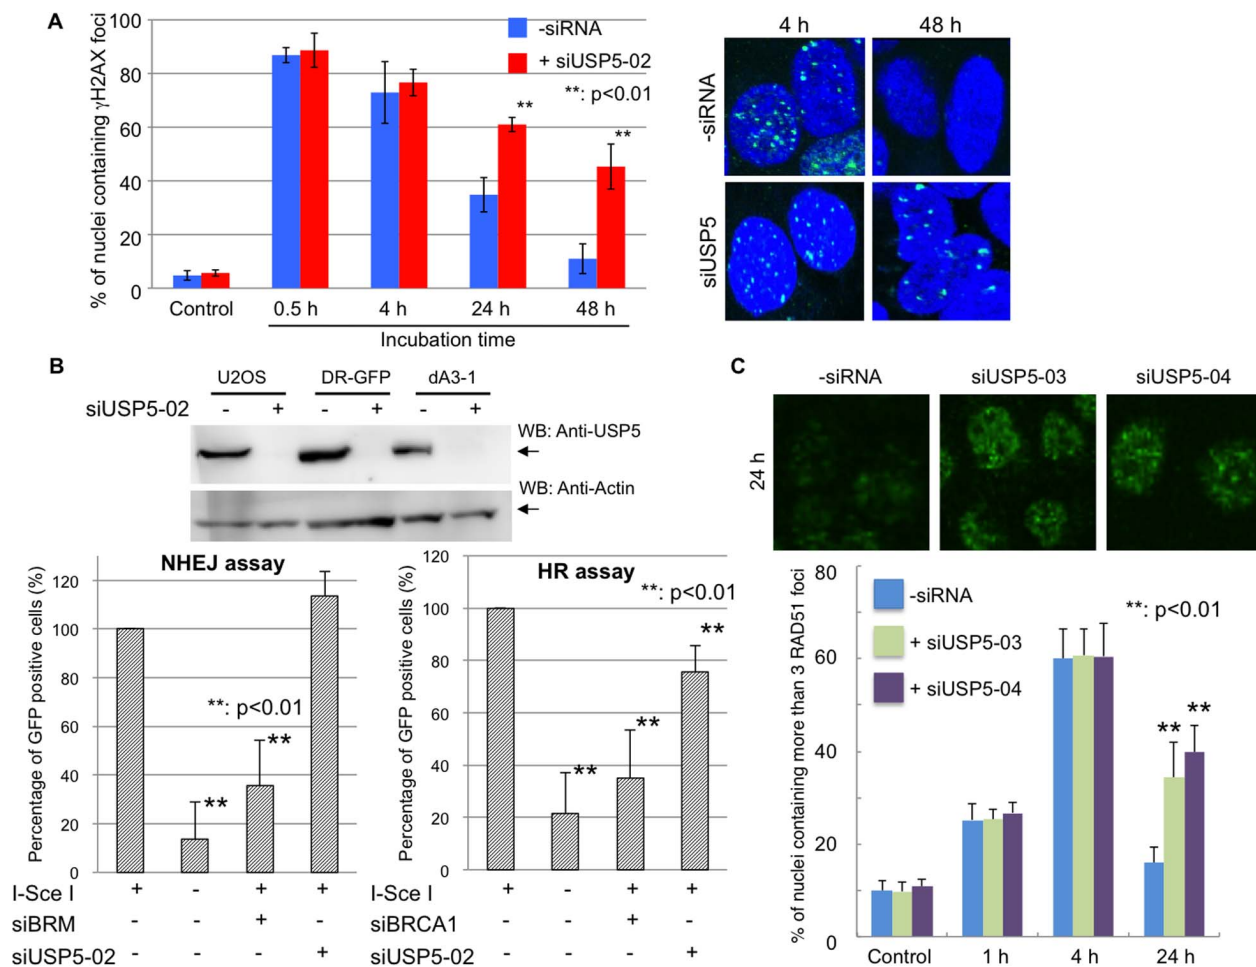 A
% of nuclei containing γH2AX foci
100
80
60
40
20
0
-siRNA
+ siUSP5-02
**: p<0.01
**
**
Control
0.5 h
4 h
24 h
48 h
Incubation time
4 h
48 h
-siRNA
siUSP5
B
U2OS
DR-GFP
dA3-1
siUSP5-02
-
+
-
+
-
+
WB: Anti-USP5
WB: Anti-Actin
NHEJ assay
Percentage of GFP positive cells (%)
120
100
80
60
40
20
0
**: p<0.01
**
**
I-Sce I + - + +
siBRM - - + -
siUSP5-02 - - - +
HR assay
Percentage of GFP positive cells (%)
120
100
80
60
40
20
0
**: p<0.01
**
**
**
I-Sce I + - + +
siBRCA1 - - + -
siUSP5-02 - - - +
C
-siRNA
siUSP5-03
siUSP5-04
24 h
% of nuclei containing more than 3 RAD51 foci
80
60
40
20
0
-siRNA
+ siUSP5-03
+ siUSP5-04
**: p<0.01
**
**
Control
1 h
4 h
24 h